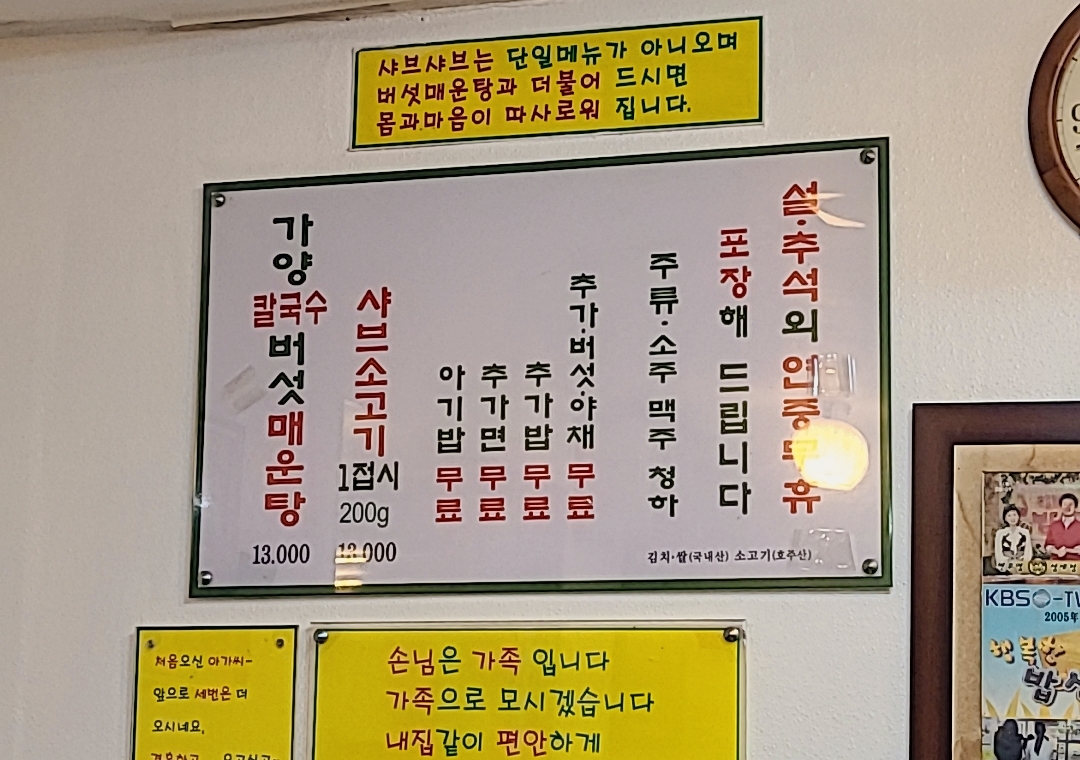 샤브샤브는 단일메뉴가 아니오며
버섯매운탕과 더불어 드시면
몸과마음이 따사로워 집니다.
가양
칼국수
버섯매운탕
13.000
샤브소고기
1접시
200g
13.000
아기밥 무료
추가면 무료
추가밥 무료
추가·버섯·야채 무료
주류·소주 맥주 청하
포장해 드립니다
설·추석외 연중무휴
김치·쌀(국내산) 소고기(호주산)
처음오신 아가씨-
앞으로 세번은 더
오시네요,
손님은 가족 입니다
가족으로 모시겠습니다
내집같이 편안하게
KBS
2005年
행복한